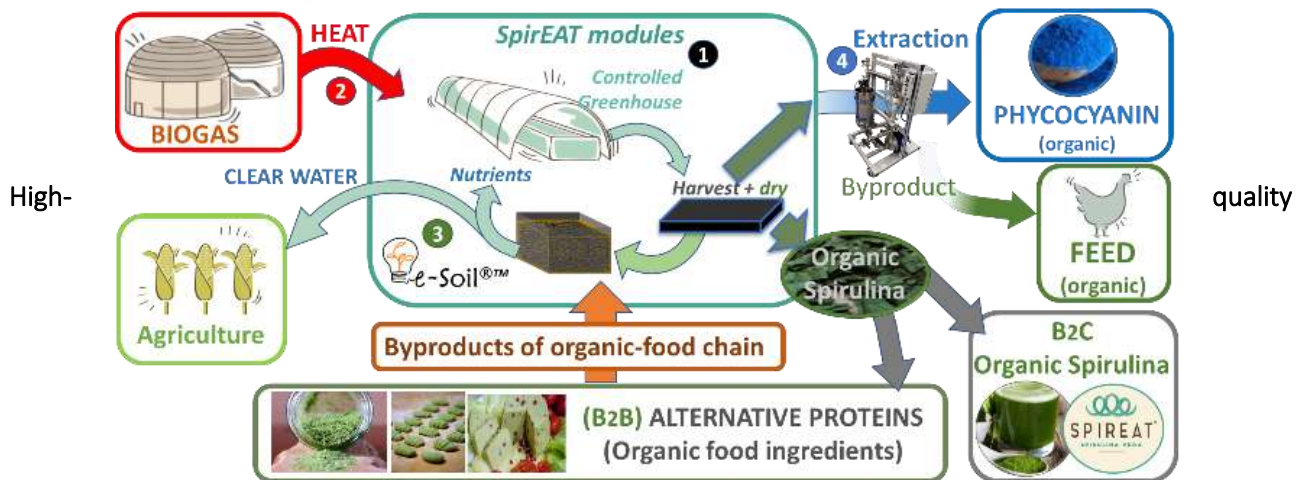 HEAT
SpirEAT modules
1
4
Extraction
2
Controlled
Greenhouse
BIOGAS
PHYCOCYANIN
(organic)
CLEAR WATER
Nutrients
Harvest + dry
Byproduct
High-
quality
3
e-Soil®™
Organic
Spirulina
FEED
(organic)
Agriculture
Byproducts of organic-food chain
B2C
Organic Spirulina
(B2B) ALTERNATIVE PROTEINS
(Organic food ingredients)
SPIREAT